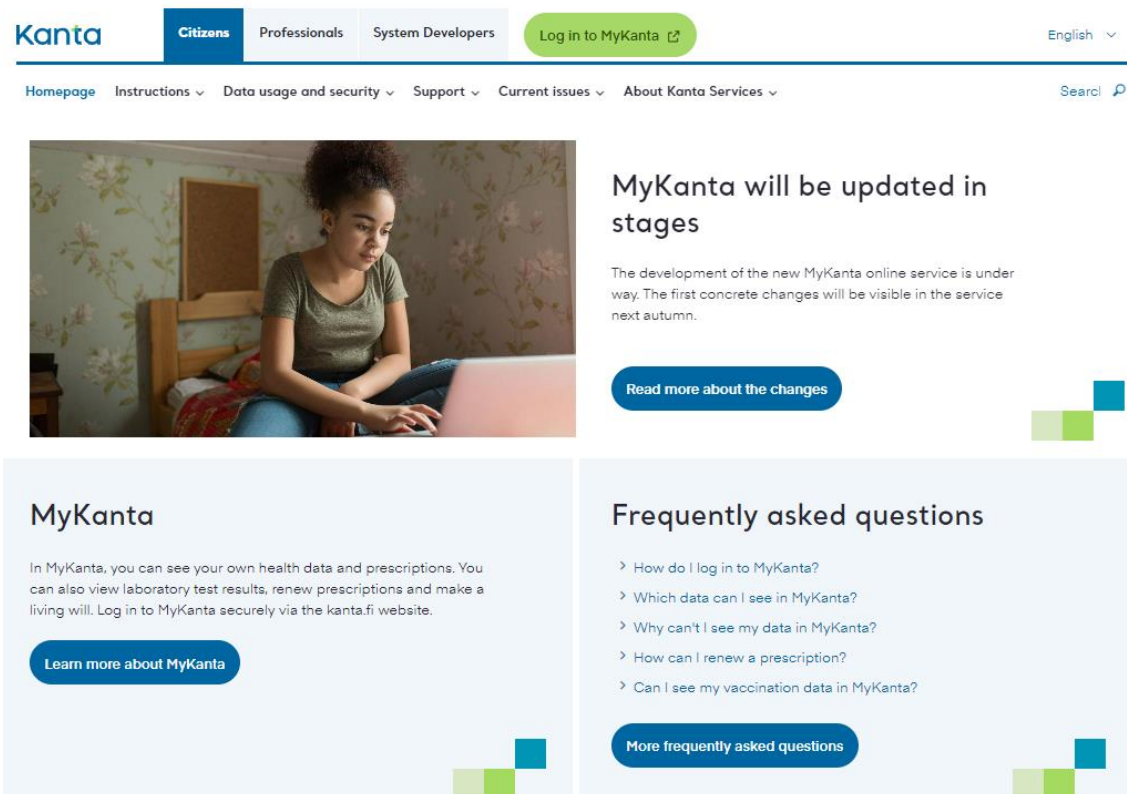 Kanta
Citizens
Professionals
System Developers
Log in to MyKanta
English
Homepage
Instructions
Data usage and security
Support
Current issues
About Kanta Services
Searcl
MyKanta will be updated in
stages
The development of the new MyKanta online service is under
way. The first concrete changes will be visible in the service
next autumn.
Read more about the changes
MyKanta
In MyKanta, you can see your own health data and prescriptions. You
can also view laboratory test results, renew prescriptions and make a
living will. Log in to MyKanta securely via the kanta.fi website.
Learn more about MyKanta
Frequently asked questions
How do I log in to MyKanta?
Which data can I see in MyKanta?
Why can't I see my data in MyKanta?
How can I renew a prescription?
Can I see my vaccination data in MyKanta?
More frequently asked questions